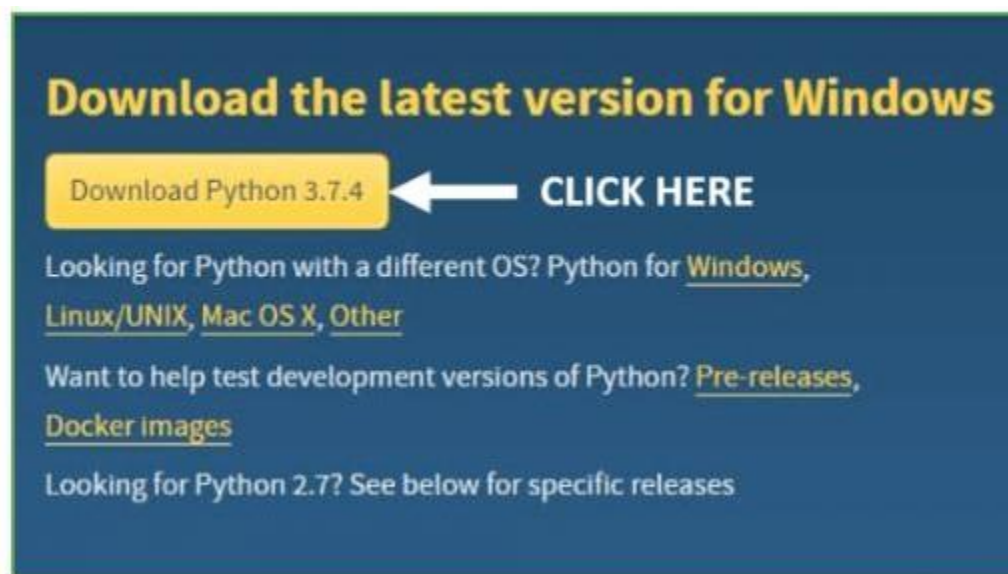 Download the latest version for Windows
Download Python 3.7.4
CLICK HERE
Looking for Python with a different OS? Python for Windows,
Linux/UNIX, Mac OS X, Other
Want to help test development versions of Python? Pre-releases,
Docker images
Looking for Python 2.7? See below for specific releases